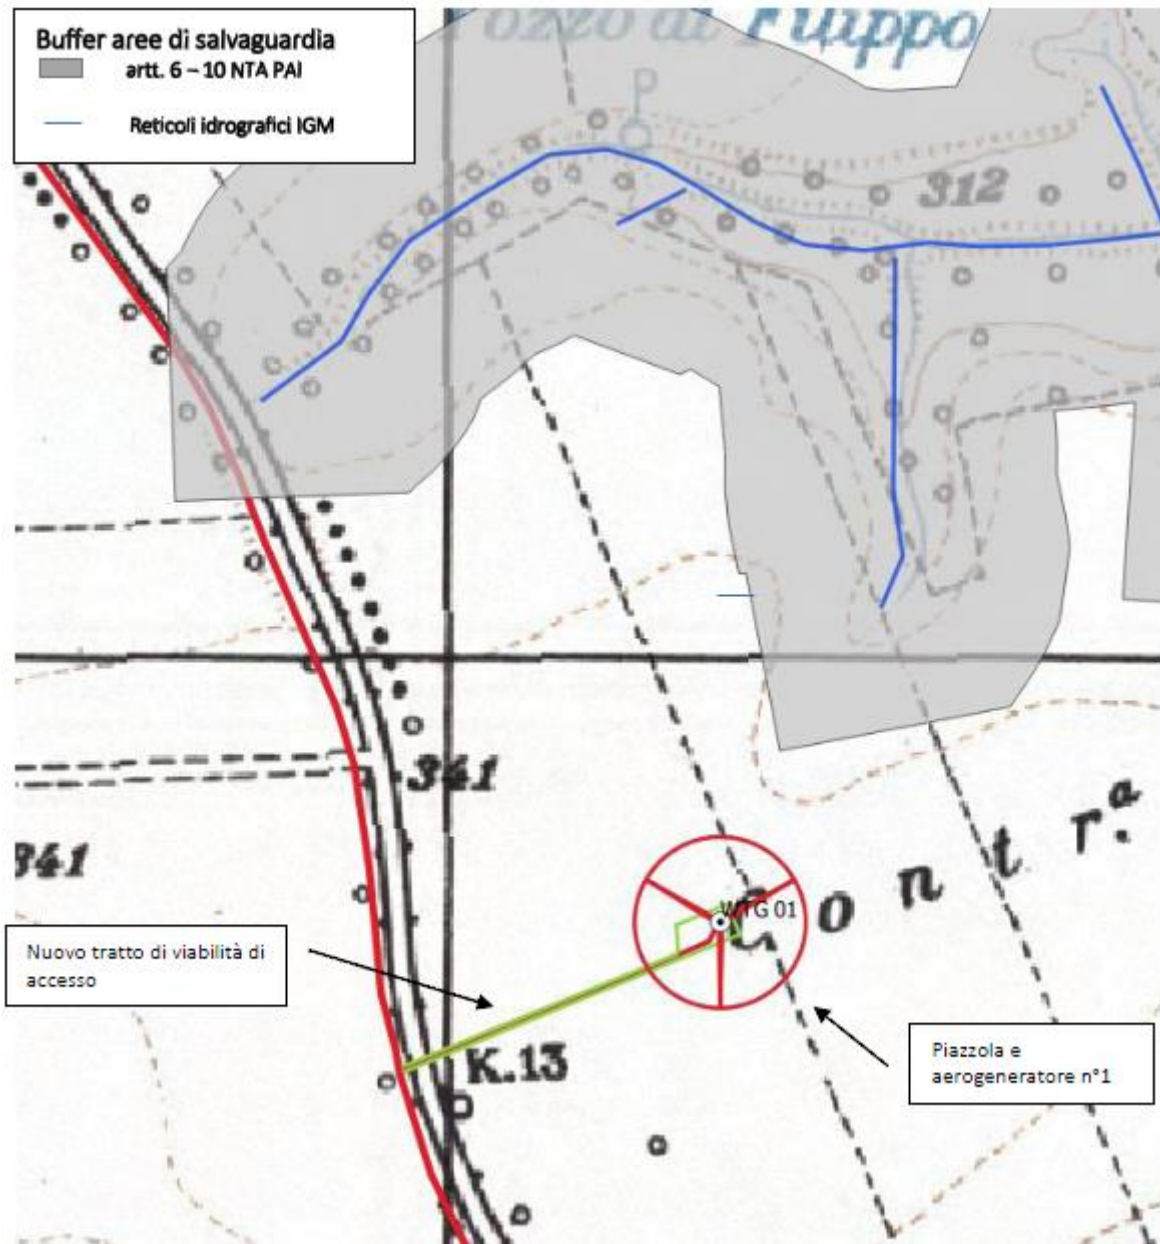 Buffer aree di salvaguardia
artt. 6 – 10 NTA PAI
Reticoli idrografici IGM
Pozzo di Filippo
P
312
341
341
C o n t r.a
WTG 01
Nuovo tratto di viabilità di
accesso
Piazzola e
aerogeneratore n°1
K.13